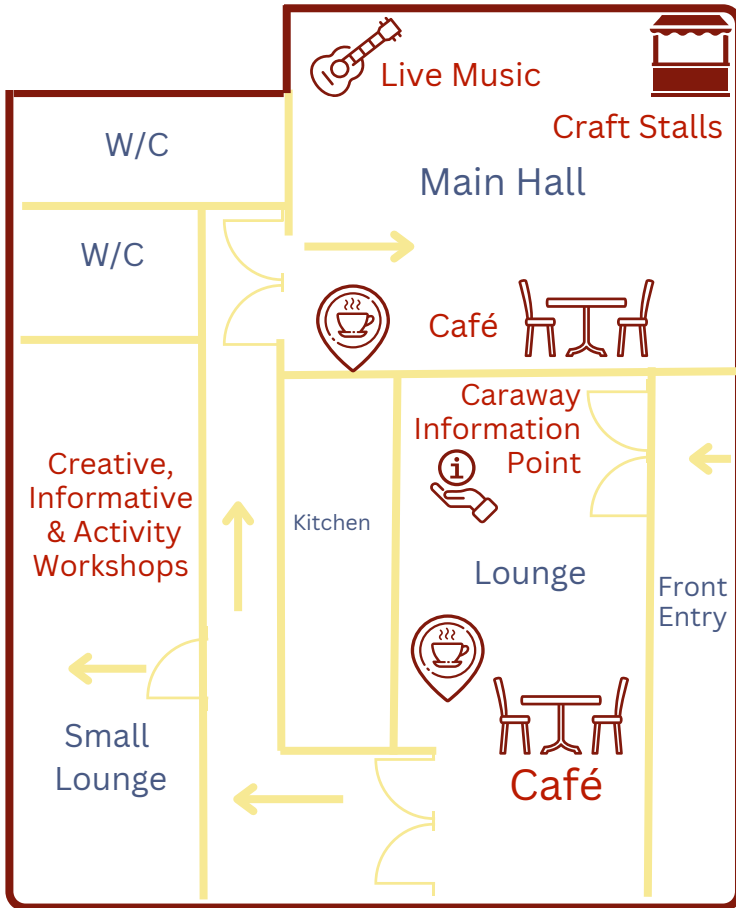 Live Music
Craft Stalls
W/C
Main Hall
W/C
Café
Caraway
Information
Point
i
Creative,
Informative
& Activity
Workshops
Kitchen
Lounge
Front
Entry
Small
Lounge
Café